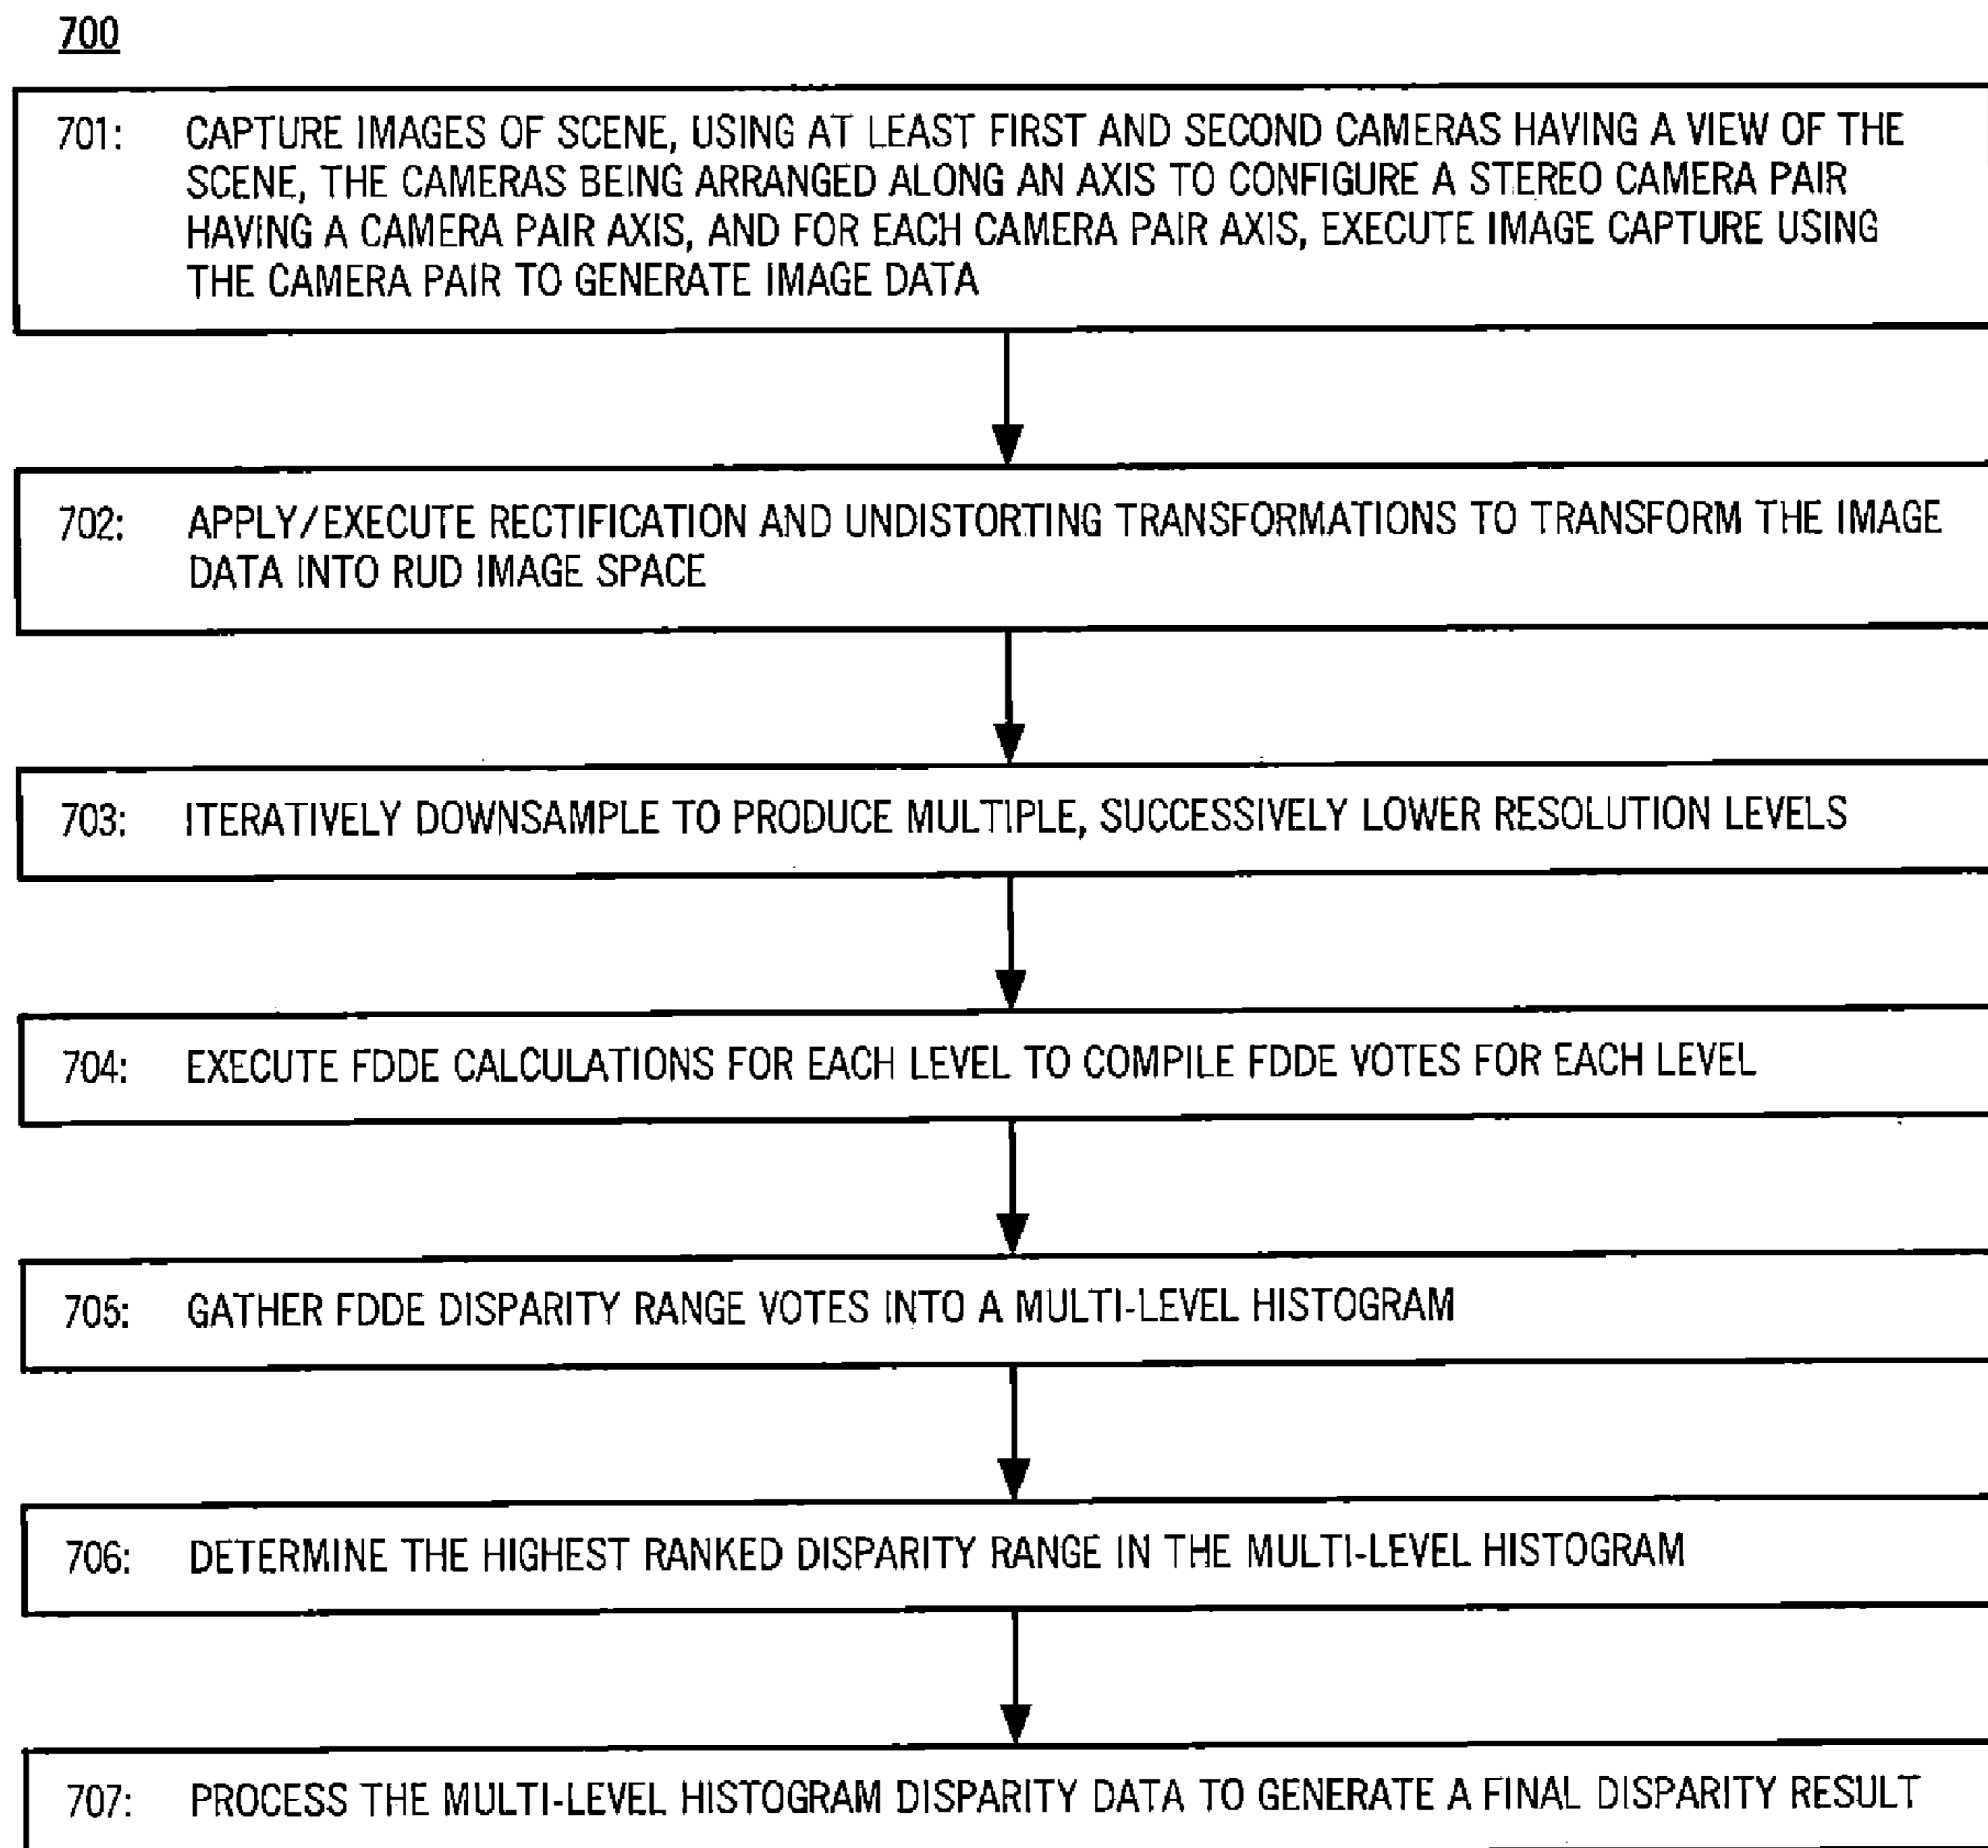 700
701: CAPTURE IMAGES OF SCENE, USING AT LEAST FIRST AND SECOND CAMERAS HAVING A VIEW OF THE
SCENE, THE CAMERAS BEING ARRANGED ALONG AN AXIS TO CONFIGURE A STEREO CAMERA PAIR
HAVING A CAMERA PAIR AXIS, AND FOR EACH CAMERA PAIR AXIS, EXECUTE IMAGE CAPTURE USING
THE CAMERA PAIR TO GENERATE IMAGE DATA
702: APPLY/EXECUTE RECTIFICATION AND UNDISTORTING TRANSFORMATIONS TO TRANSFORM THE IMAGE
DATA INTO RUD IMAGE SPACE
703: ITERATIVELY DOWNSAMPLE TO PRODUCE MULTIPLE, SUCCESSIVELY LOWER RESOLUTION LEVELS
704: EXECUTE FDDE CALCULATIONS FOR EACH LEVEL TO COMPILE FDDE VOTES FOR EACH LEVEL
705: GATHER FDDE DISPARITY RANGE VOTES INTO A MULTI-LEVEL HISTOGRAM
706: DETERMINE THE HIGHEST RANKED DISPARITY RANGE IN THE MULTI-LEVEL HISTOGRAM
707: PROCESS THE MULTI-LEVEL HISTOGRAM DISPARITY DATA TO GENERATE A FINAL DISPARITY RESULT